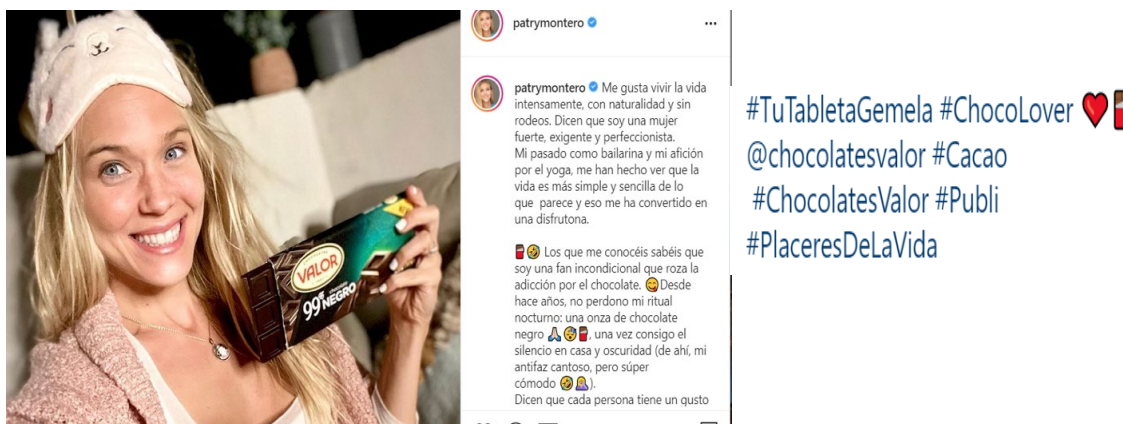 VALOR
99% chocolate
NEGRO
patrymontero
patrymontero Me gusta vivir la vida
intensamente, con naturalidad y sin
rodeos. Dicen que soy una mujer
fuerte, exigente y perfeccionista.
Mi pasado como bailarina y mi afición
por el yoga, me han hecho ver que la
vida es más simple y sencilla de lo
que parece y eso me ha convertido en
una disfrutona.
🍫🤣 Los que me conocéis sabéis que
soy una fan incondicional que roza la
adicción por el chocolate. 😋Desde
hace años, no perdono mi ritual
nocturno: una onza de chocolate
negro 🙏🏻😴🍫, una vez consigo el
silencio en casa y oscuridad (de ahí, mi
antifaz cantoso, pero súper
cómodo 🤣🤷🏼‍♀️).
Dicen que cada persona tiene un gusto
#TuTabletaGemela #ChocoLover ❤️🍫
@chocolatesvalor #Cacao
#ChocolatesValor #Publi
#PlaceresDeLaVida